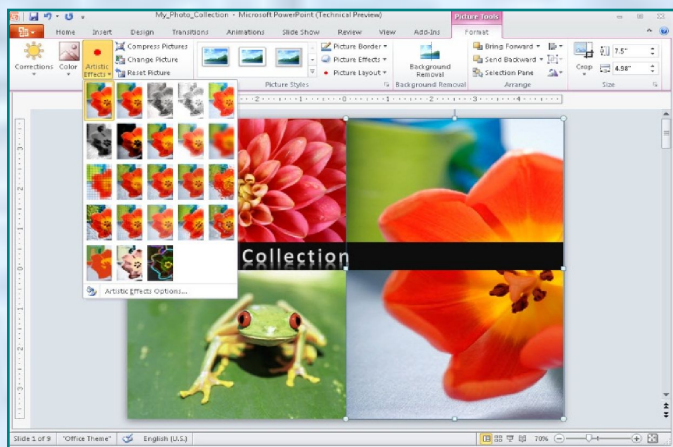 My_Photo_Collection - Microsoft PowerPoint (Technical Preview)
Picture Tools
Home Insert Design Transitions Animations Slide Show Review View Add-Ins Format
Corrections
Color
Artistic Effects
Compress Pictures
Change Picture
Reset Picture
Picture Styles
Picture Border
Picture Effects
Picture Layout
Background Removal
Background Removal
Bring Forward
Send Backward
Selection Pane
Arrange
Crop
7.5"
4.98"
Size
Artistic Effects Options...
Collection
Slide 1 of 9 "Office Theme" English (U.S.) 70%